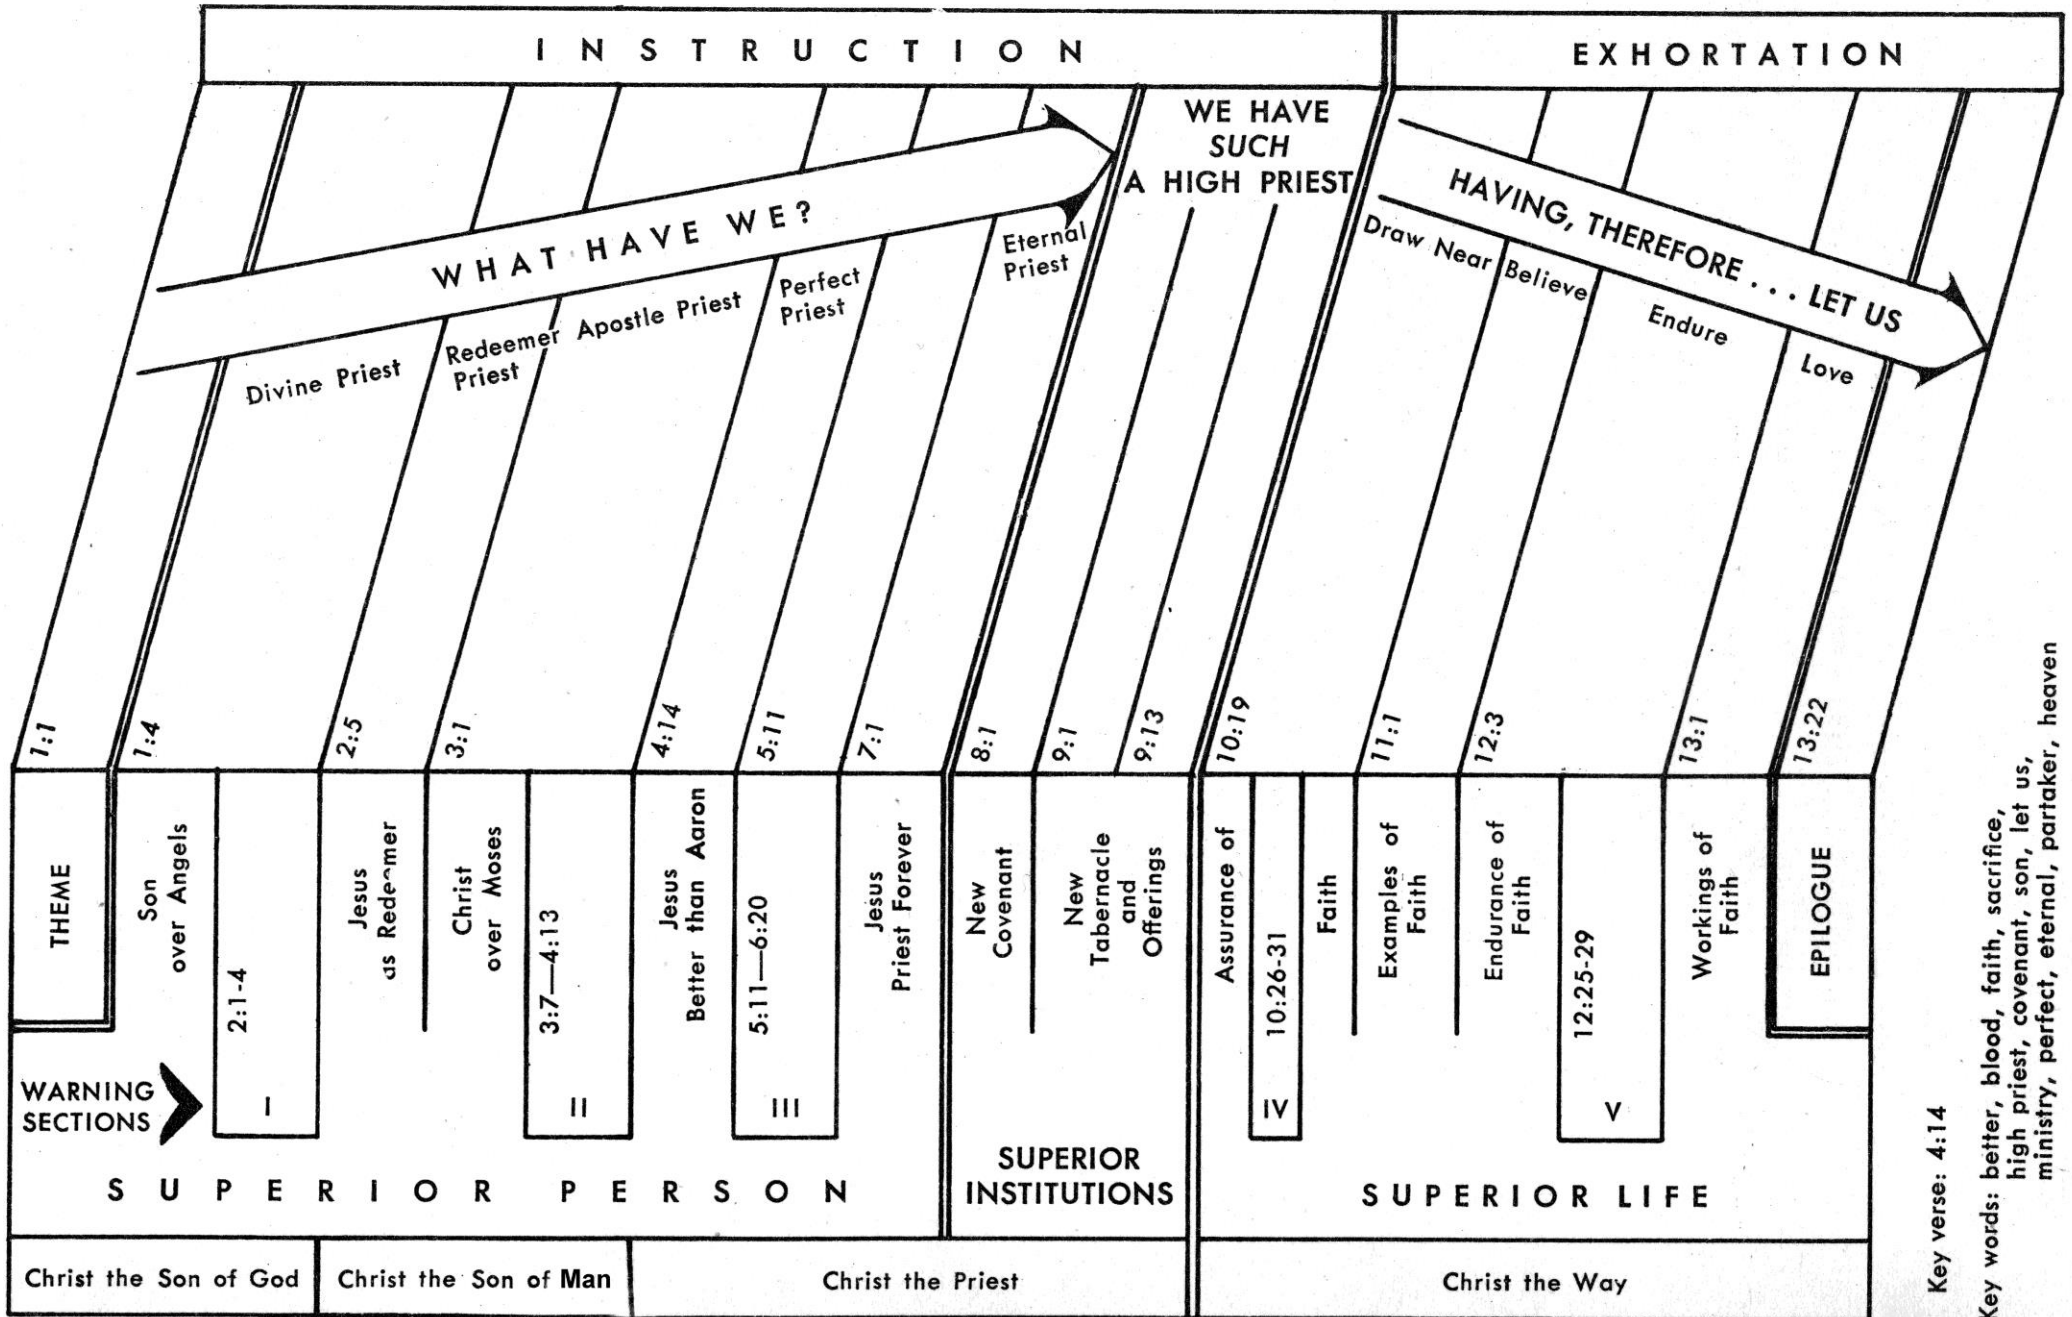 INSTRUCTION
EXHORTATION
WE HAVE
SUCH
A HIGH PRIEST
WHAT HAVE WE?
HAVING, THEREFORE . . . LET US
Divine Priest
Redeemer
Priest
Apostle Priest
Perfect
Priest
Eternal
Priest
Draw Near
Believe
Endure
Love
1:1
1:4
2:5
3:1
4:14
5:11
7:1
8:1
9:1
9:13
10:19
11:1
12:3
13:1
13:22
THEME
Son
over Angels
2:1-4
Jesus
as Redeemer
Christ
over Moses
3:7—4:13
Jesus
Better than Aaron
5:11—6:20
Jesus
Priest Forever
New
Covenant
New
Tabernacle
and
Offerings
Assurance of
10:26-31
Faith
Examples of
Faith
Endurance of
Faith
12:25-29
Workings of
Faith
EPILOGUE
WARNING
SECTIONS
I
II
III
IV
V
SUPERIOR PERSON
SUPERIOR
INSTITUTIONS
SUPERIOR LIFE
Christ the Son of God
Christ the Son of Man
Christ the Priest
Christ the Way
Key verse: 4:14
Key words: better, blood, faith, sacrifice,
high priest, covenant, son, let us,
ministry, perfect, eternal, partaker, heaven